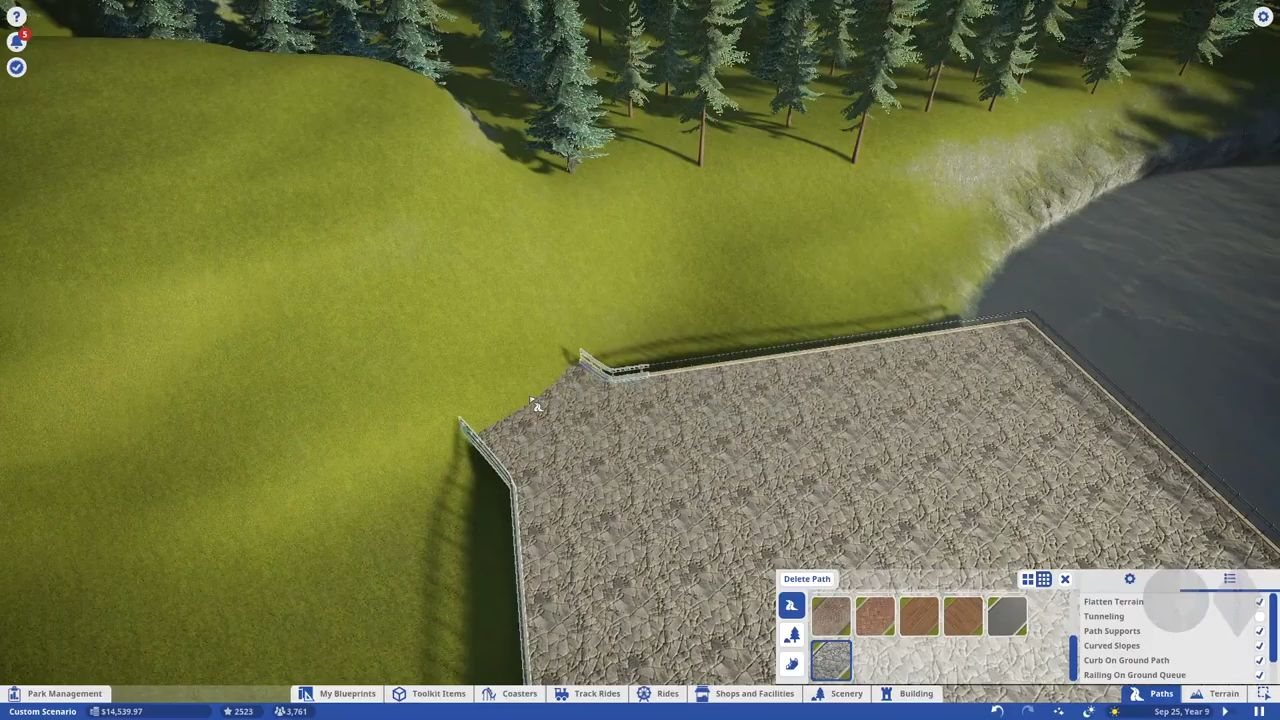 ?
5
Delete Path
Flatten Terrain
Tunneling
Path Supports
Curved Slopes
Curb On Ground Path
Railing On Ground Queue
Park Management
My Blueprints
Toolkit Items
Coasters
Track Rides
Rides
Shops and Facilities
Scenery
Building
Paths
Terrain
Custom Scenario
$14,539.97
2523
3,761
Sep 25, Year 9